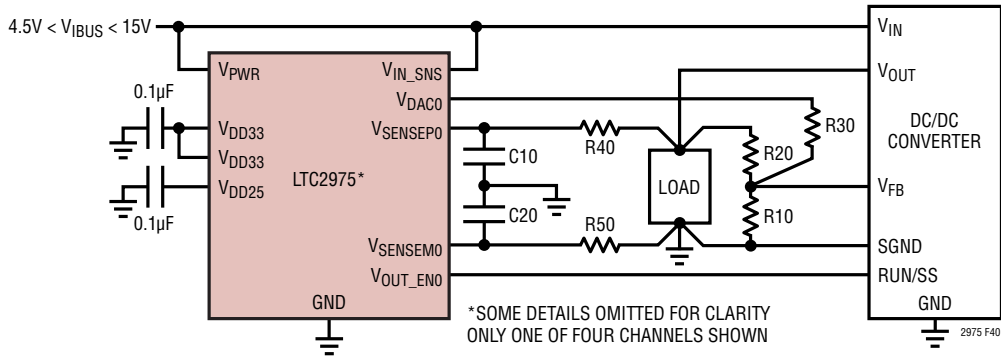 4.5V < VIBUS < 15V
VIN
VPWR
VIN_SNS
VOUT
0.1µF
VDAC0
R30
DC/DC
CONVERTER
VDD33
VSENSEP0
R40
C10
R20
VDD33
LTC2975*
LOAD
VDD25
VFB
0.1µF
C20
R50
R10
VSENSEM0
SGND
VOUT_EN0
RUN/SS
GND
*SOME DETAILS OMITTED FOR CLARITY
ONLY ONE OF FOUR CHANNELS SHOWN
GND
2975 F40